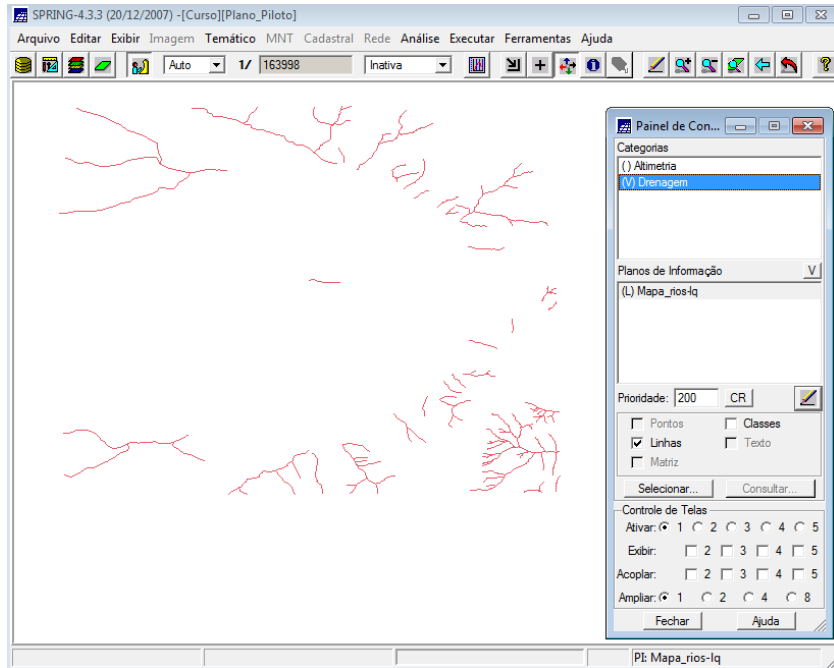 SPRING-4.3.3 (20/12/2007) -[Curso][Plano_Piloto]
Arquivo Editar Exibir Imagem Temático MNT Cadastral Rede Análise Executar Ferramentas Ajuda
Auto 1/ 163998 Inativa
Painel de Con...
Categorias
( ) Altimetria
(V) Drenagem
Planos de Informação V
(L) Mapa_rios-lq
Prioridade: 200 CR
Pontos Classes
Linhas Texto
Matriz
Selecionar... Consultar...
Controle de Telas
Ativar: 1 2 3 4 5
Exibir: 2 3 4 5
Acoplar: 2 3 4 5
Ampliar: 1 2 4 8
Fechar Ajuda
PI: Mapa_rios-lq